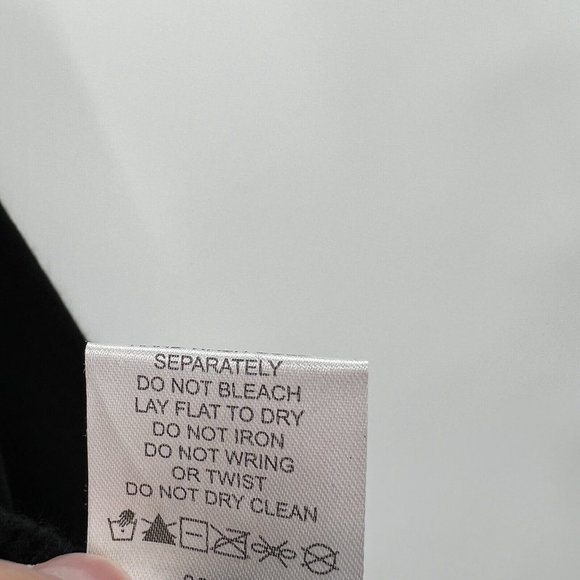 SEPARATELY
DO NOT BLEACH
LAY FLAT TO DRY
DO NOT IRON
DO NOT WRING
OR TWIST
DO NOT DRY CLEAN